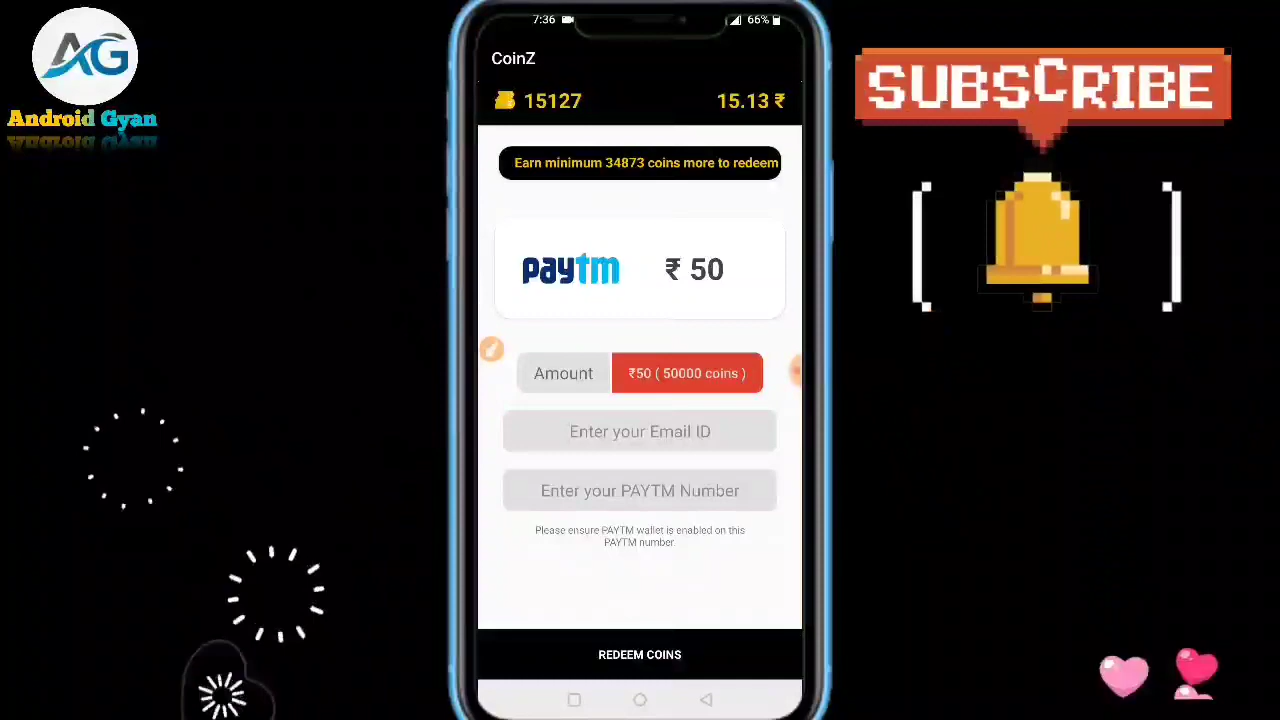 AG
Android Gyan
7:36
66%
CoinZ
15127
15.13 ₹
Earn minimum 34873 coins more to redeem
paytm
₹ 50
Amount
₹50 ( 50000 coins )
Enter your Email ID
Enter your PAYTM Number
Please ensure PAYTM wallet is enabled on this
PAYTM number.
REDEEM COINS
SUBSCRIBE